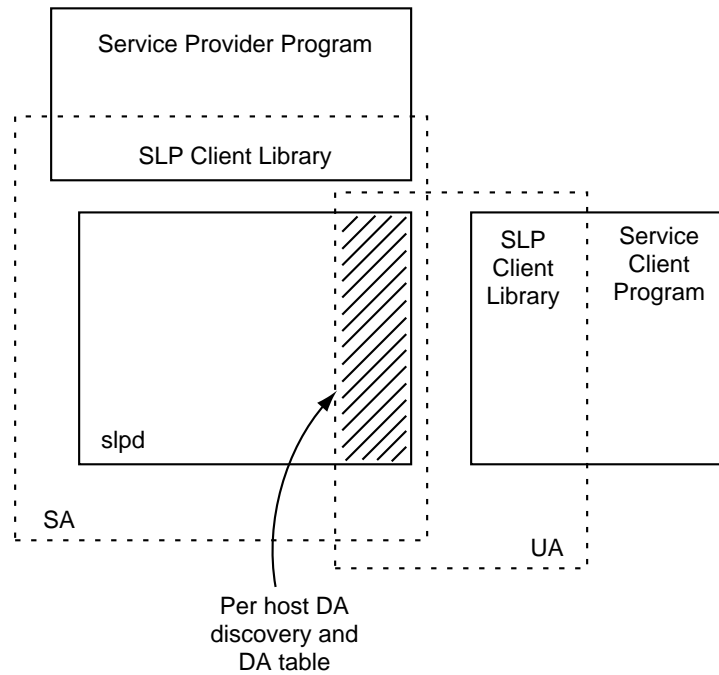 Service Provider Program
SLP Client Library
SLP
Client
Library
Service
Client
Program
slpd
SA
UA
Per host DA
discovery and
DA table